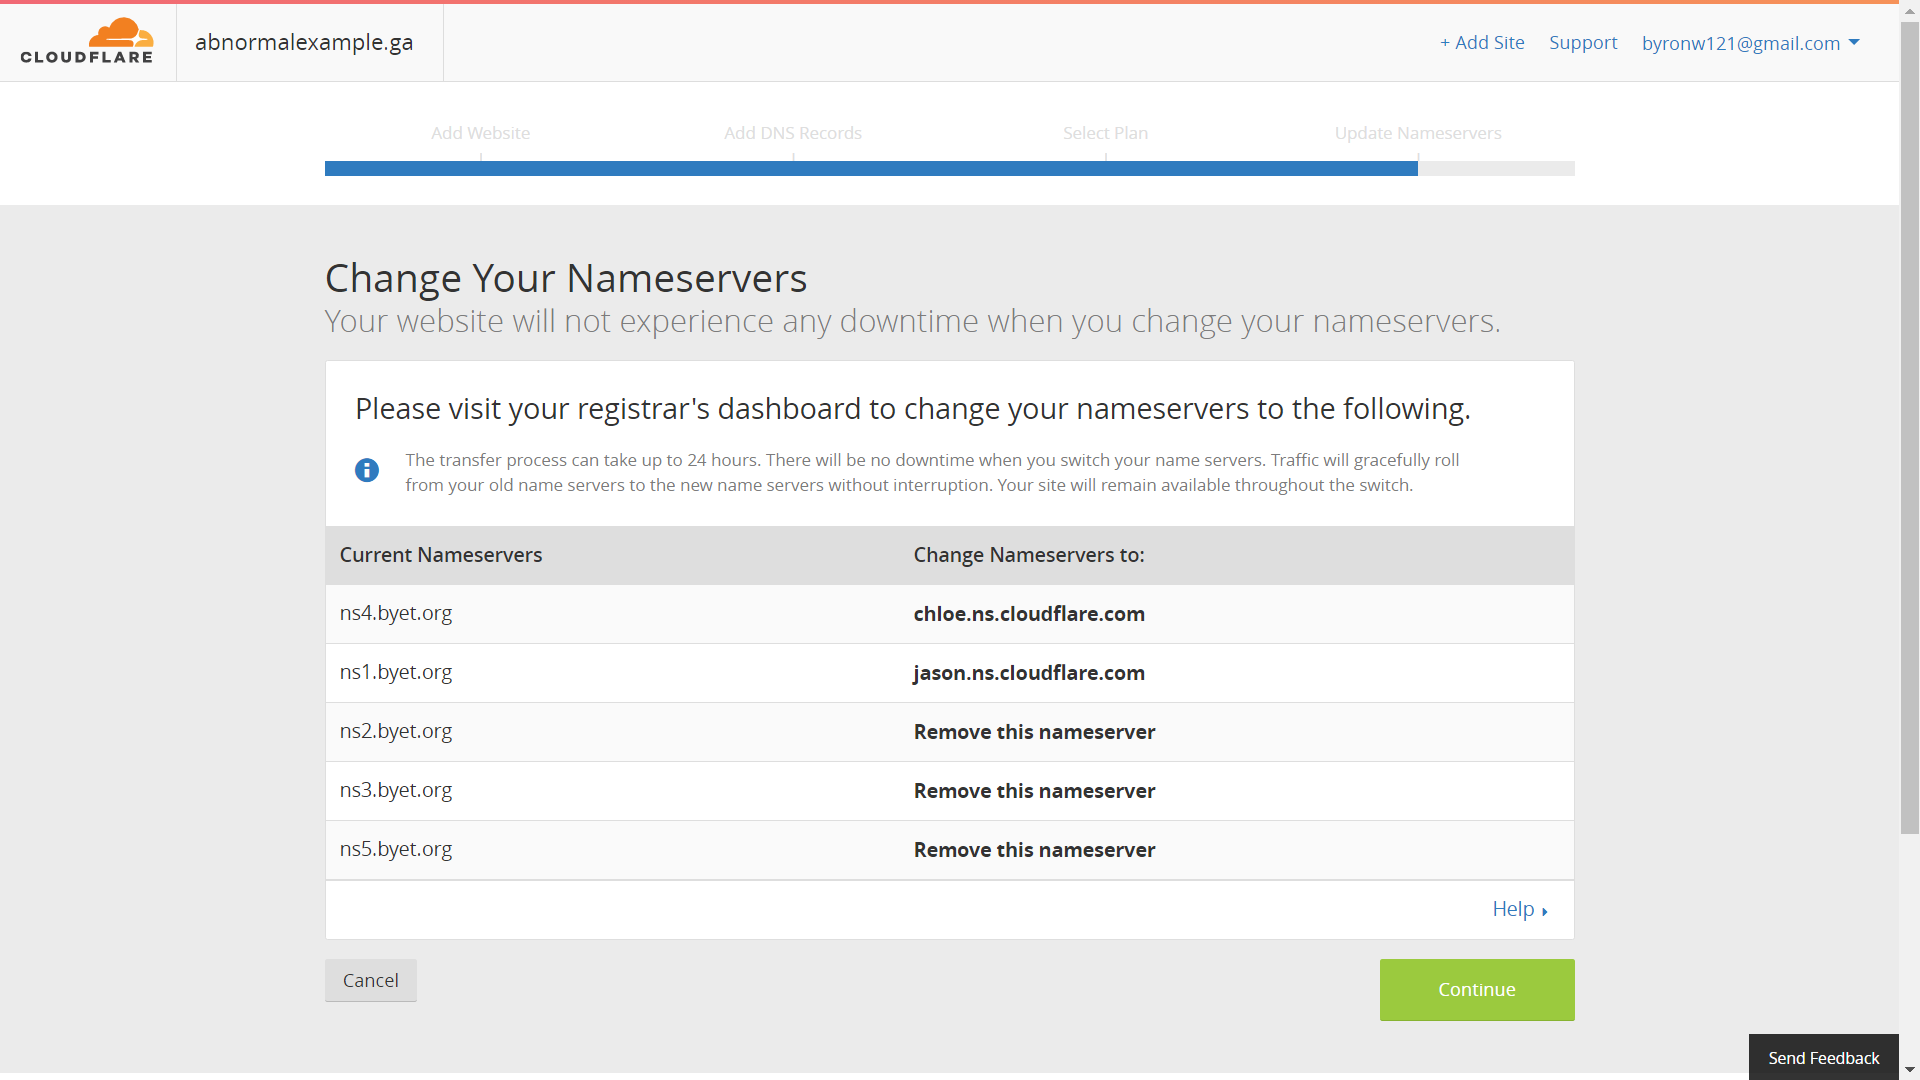 CLOUDFLARE
abnormalexample.ga
+ Add Site
Support
byronw121@gmail.com
Add Website
Add DNS Records
Select Plan
Update Nameservers
Change Your Nameservers
Your website will not experience any downtime when you change your nameservers.
Please visit your registrar's dashboard to change your nameservers to the following.
The transfer process can take up to 24 hours. There will be no downtime when you switch your name servers. Traffic will gracefully roll
from your old name servers to the new name servers without interruption. Your site will remain available throughout the switch.
Current Nameservers
Change Nameservers to:
ns4.byet.org
chloe.ns.cloudflare.com
ns1.byet.org
jason.ns.cloudflare.com
ns2.byet.org
Remove this nameserver
ns3.byet.org
Remove this nameserver
ns5.byet.org
Remove this nameserver
Help
Cancel
Continue
Send Feedback